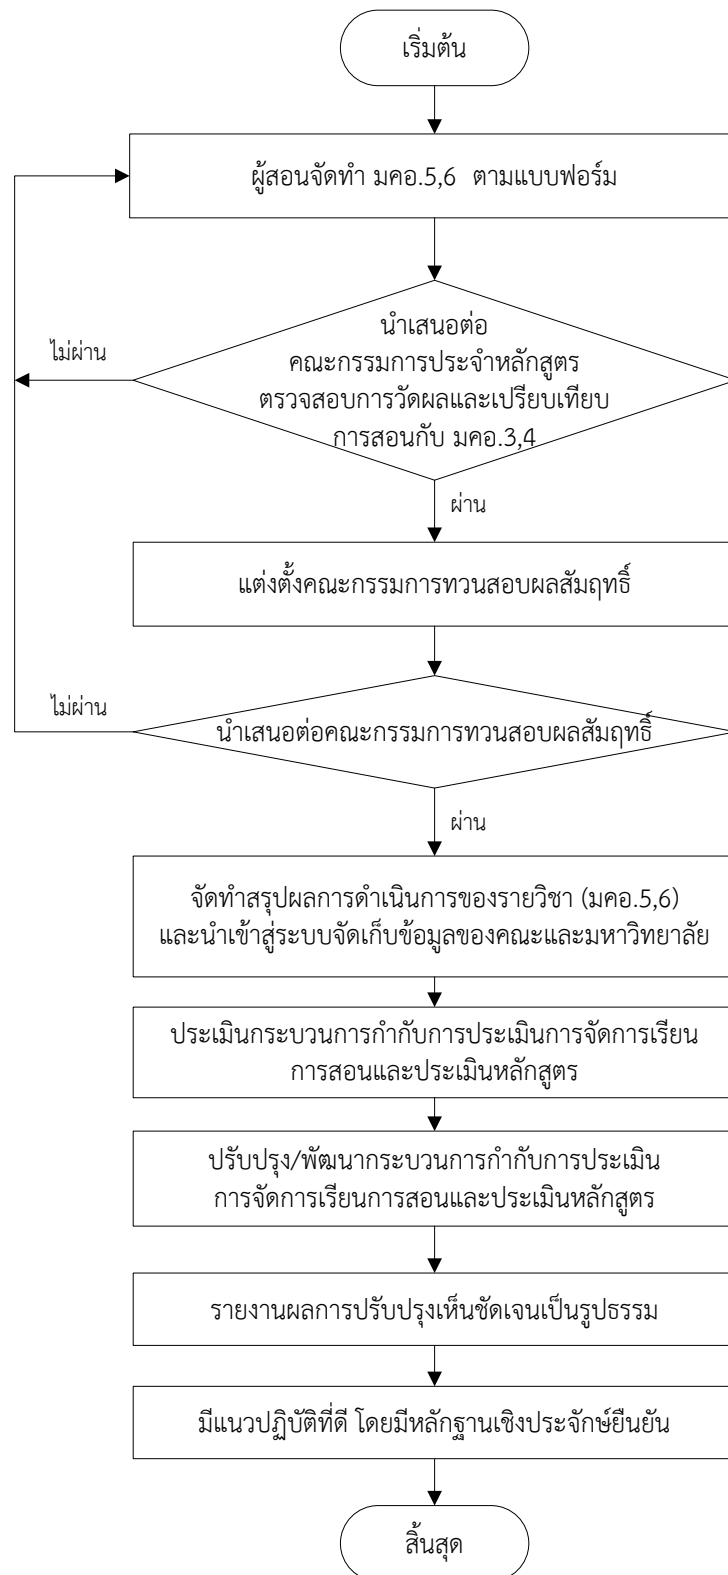 เริ่มต้น
ผู้สอนจัดทำ มคอ.5,6 ตามแบบฟอร์ม
นำเสนอต่อ
คณะกรรมการประจำหลักสูตร
ตรวจสอบการวัดผลและเปรียบเทียบ
การสอนกับ มคอ.3,4
ไม่ผ่าน
ผ่าน
แต่งตั้งคณะกรรมการทวนสอบผลสัมฤทธิ์
ไม่ผ่าน
นำเสนอต่อคณะกรรมการทวนสอบผลสัมฤทธิ์
ผ่าน
จัดทำสรุปผลการดำเนินการของรายวิชา (มคอ.5,6)
และนำเข้าสู่ระบบจัดเก็บข้อมูลของคณะและมหาวิทยาลัย
ประเมินกระบวนการกำกับการประเมินการจัดการเรียน
การสอนและประเมินหลักสูตร
ปรับปรุง/พัฒนากระบวนการกำกับการประเมิน
การจัดการเรียนการสอนและประเมินหลักสูตร
รายงานผลการปรับปรุงเห็นชัดเจนเป็นรูปธรรม
มีแนวปฏิบัติที่ดี โดยมีหลักฐานเชิงประจักษ์ยืนยัน
สิ้นสุด